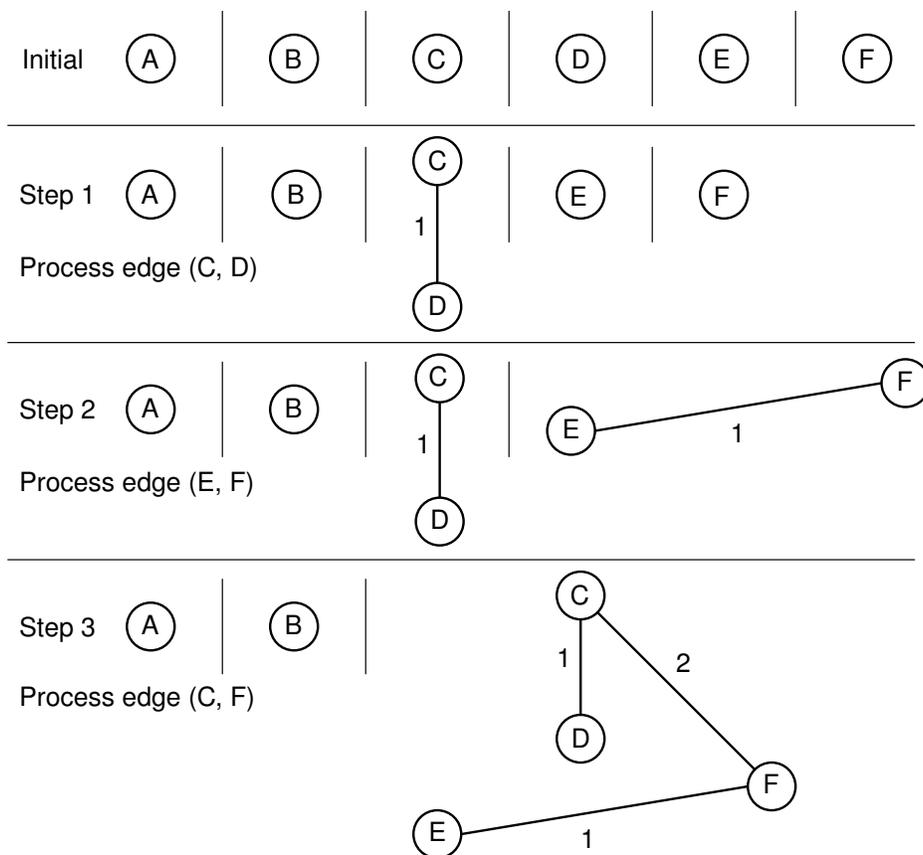 Initial A B C D E F
C
Step 1 A B E F
1
Process edge (C, D)
D
C F
Step 2 A B E
1 1
Process edge (E, F)
D
C
Step 3 A B
1 2
Process edge (C, F)
D
F
E
1